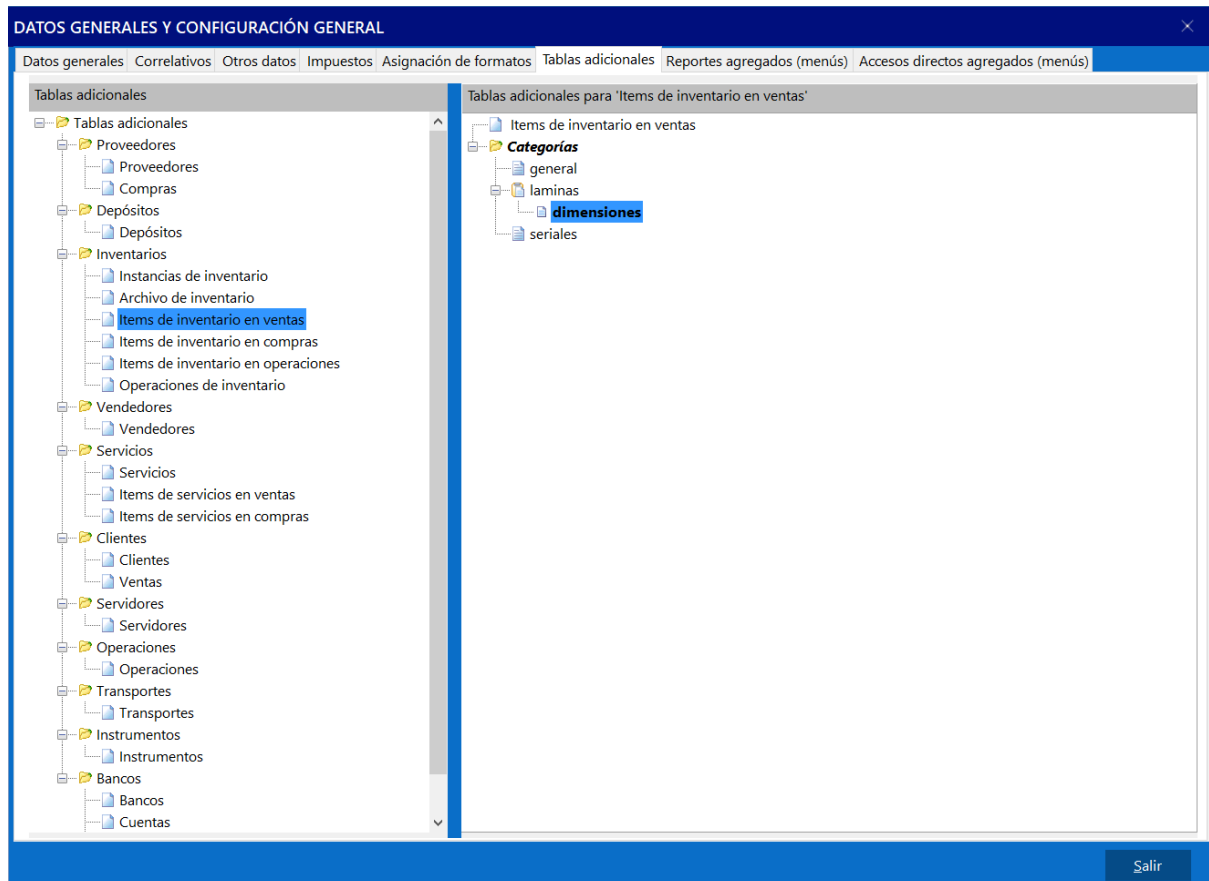 DATOS GENERALES Y CONFIGURACIÓN GENERAL
Datos generales Correlativos Otros datos Impuestos Asignación de formatos Tablas adicionales Reportes agregados (menús) Accesos directos agregados (menús)
Tablas adicionales
Tablas adicionales
Proveedores
Proveedores
Compras
Depósitos
Depósitos
Inventarios
Instancias de inventario
Archivo de inventario
Items de inventario en ventas
Items de inventario en compras
Items de inventario en operaciones
Operaciones de inventario
Vendedores
Vendedores
Servicios
Servicios
Items de servicios en ventas
Items de servicios en compras
Clientes
Clientes
Ventas
Servidores
Servidores
Operaciones
Operaciones
Transportes
Transportes
Instrumentos
Instrumentos
Bancos
Bancos
Cuentas
Tablas adicionales para 'Items de inventario en ventas'
Items de inventario en ventas
Categorías
general
laminas
dimensiones
seriales
Salir